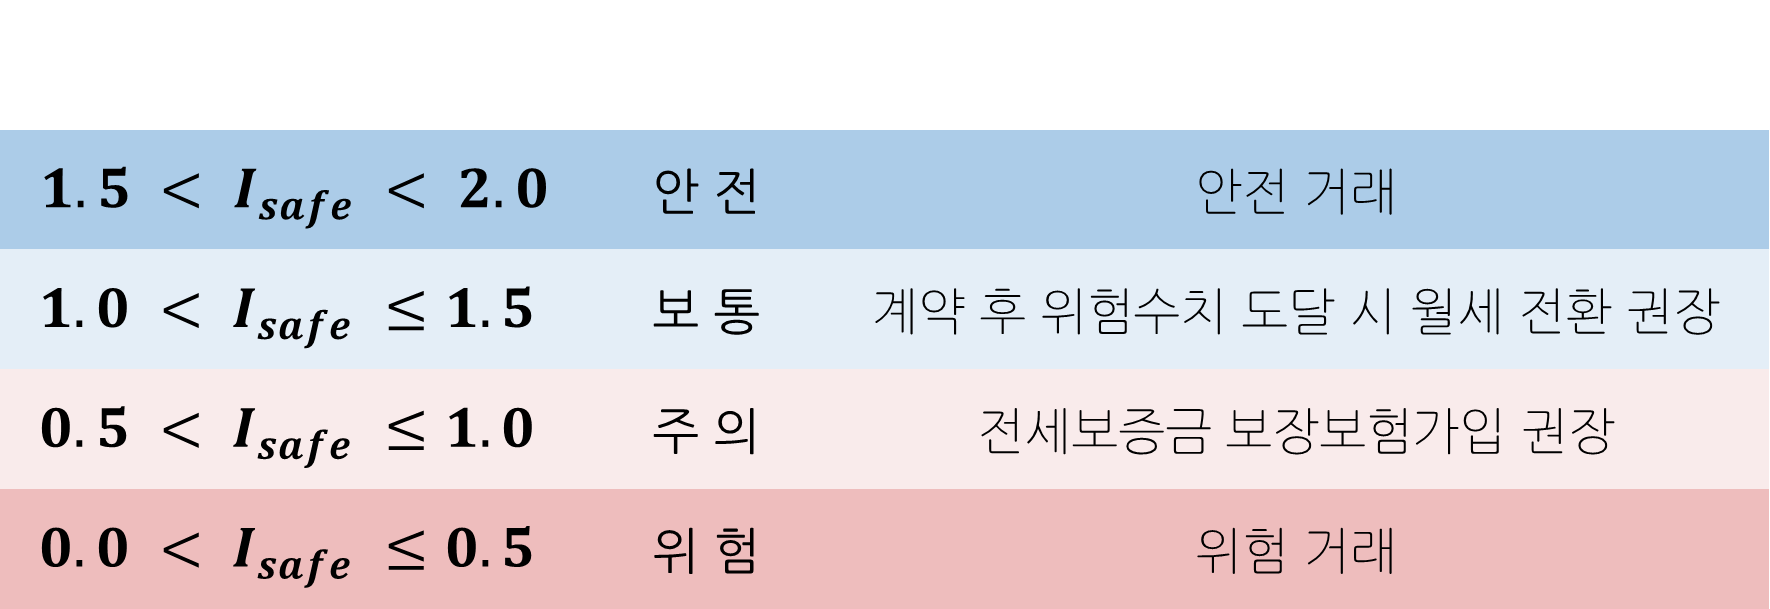 1.5 < I_safe < 2.0 안 전 안전 거래
1.0 < I_safe ≤ 1.5 보 통 계약 후 위험수치 도달 시 월세 전환 권장
0.5 < I_safe ≤ 1.0 주 의 전세보증금 보장보험가입 권장
0.0 < I_safe ≤ 0.5 위 험 위험 거래